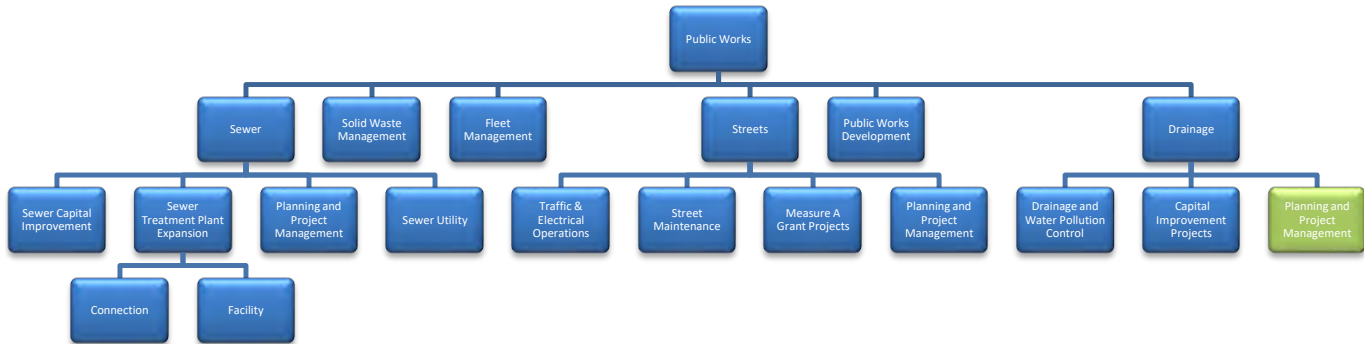 Public Works
Sewer
Solid Waste
Management
Fleet
Management
Streets
Public Works
Development
Drainage
Sewer Capital
Improvement
Sewer
Treatment Plant
Expansion
Planning and
Project
Management
Sewer Utility
Traffic &
Electrical
Operations
Street
Maintenance
Measure A
Grant Projects
Planning and
Project
Management
Drainage and
Water Pollution
Control
Capital
Improvement
Projects
Planning and
Project
Management
Connection
Facility